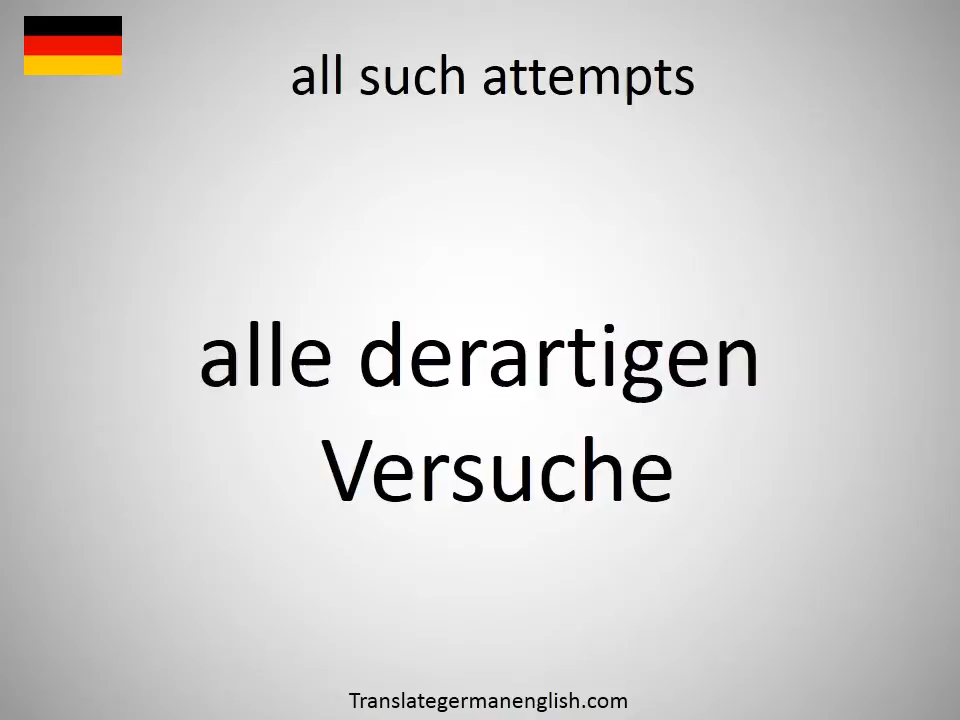 all such attempts
alle derartigen
Versuche
Translategermanenglish.com